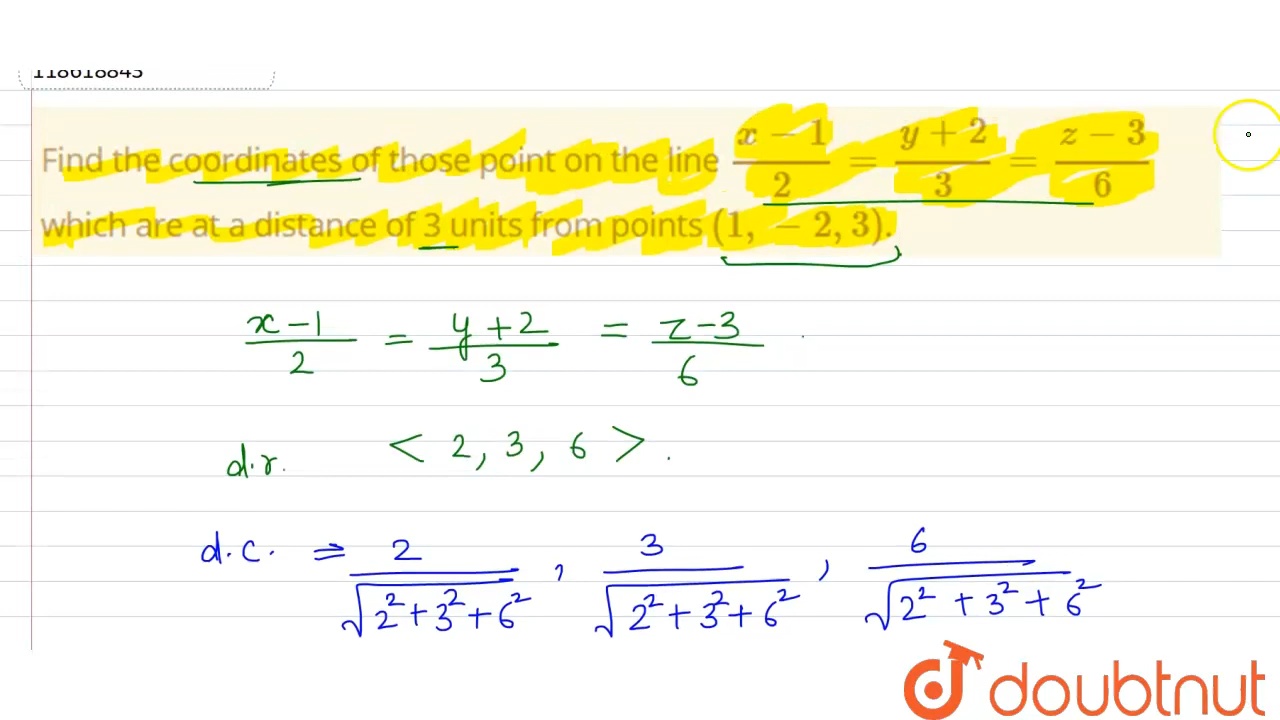 118618845
Find the coordinates of those point on the line (x − 1)/2 = (y + 2)/3 = (z − 3)/6
which are at a distance of 3 units from points (1, − 2, 3).
(x − 1)/2 = (y + 2)/3 = (z − 3)/6
d.r. < 2, 3, 6 > .
d.c. ⇒ 2/√(2² + 3² + 6²) , 3/√(2² + 3² + 6²) , 6/√(2² + 3² + 6²)
doubtnut